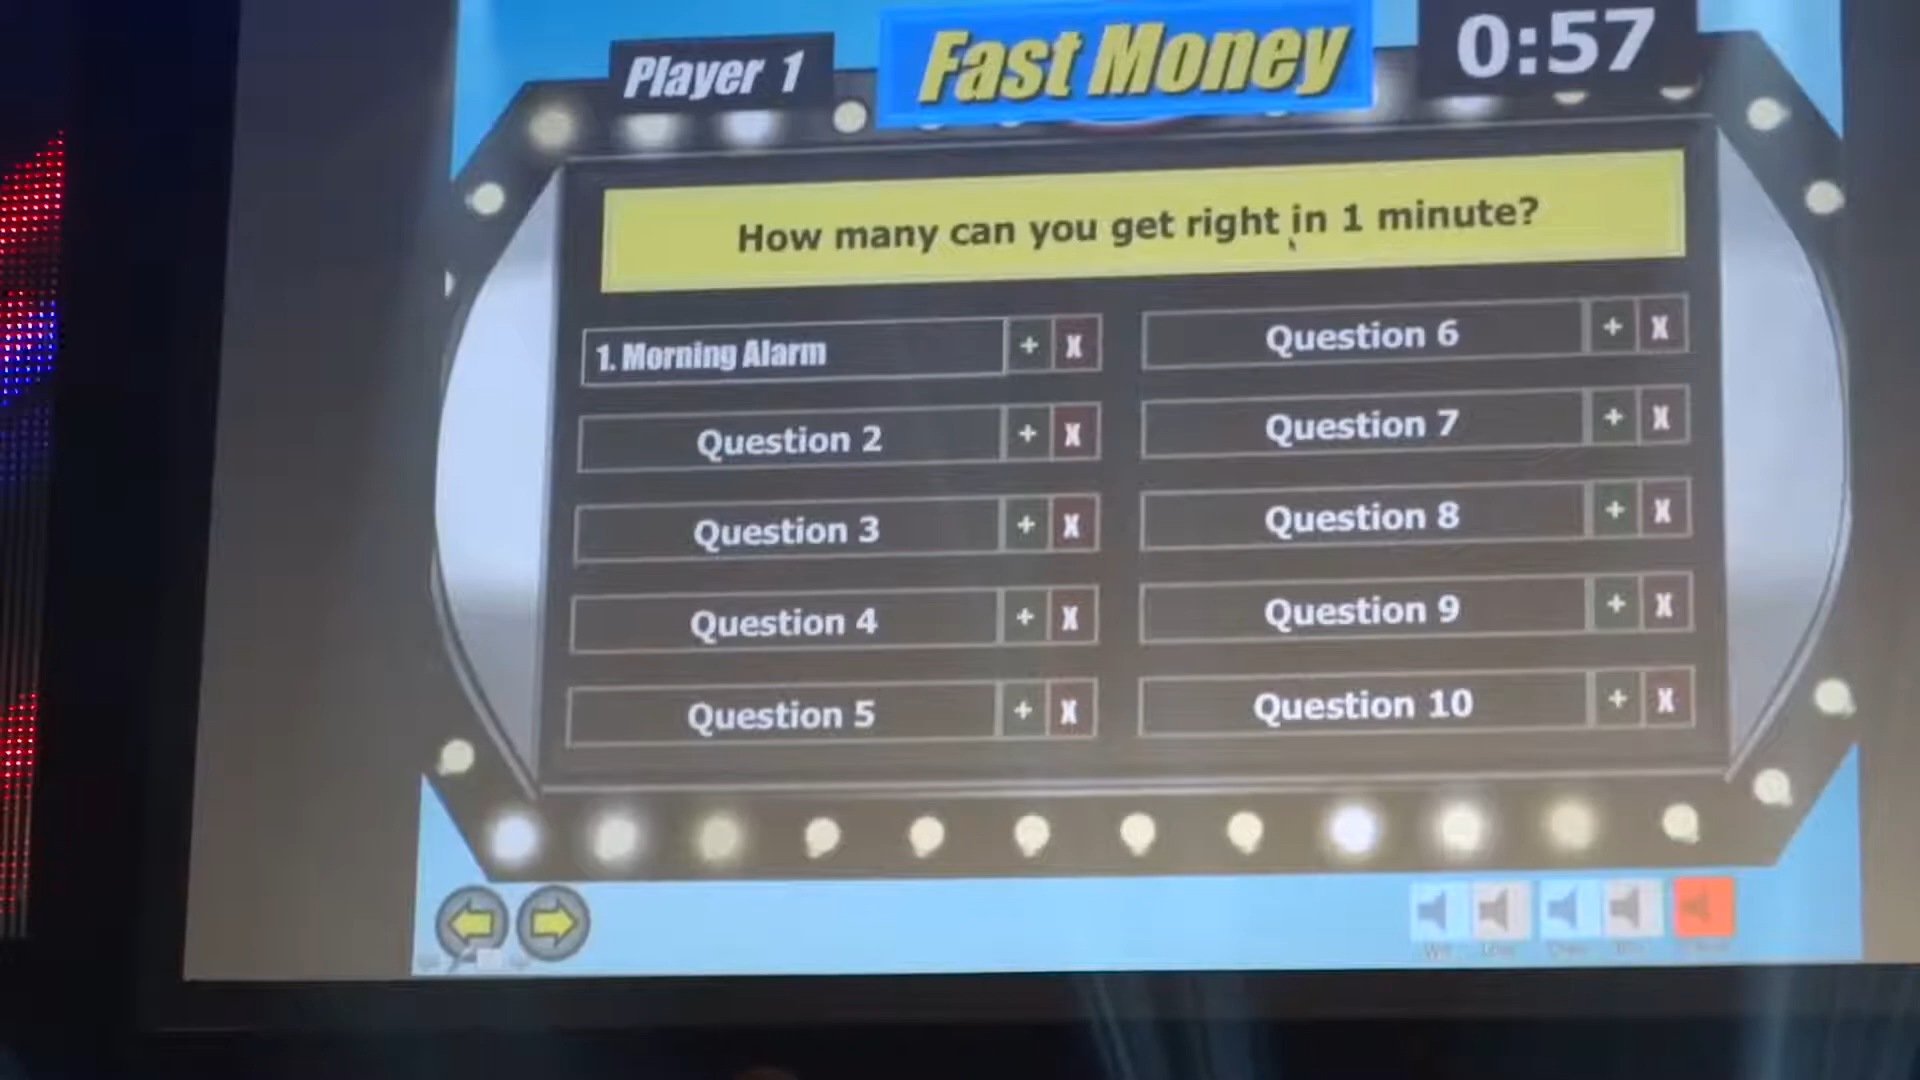 Player 1
Fast Money
0:57
How many can you get right in 1 minute?
1. Morning Alarm + X
Question 2 + X
Question 3 + X
Question 4 + X
Question 5 + X
Question 6 + X
Question 7 + X
Question 8 + X
Question 9 + X
Question 10 + X